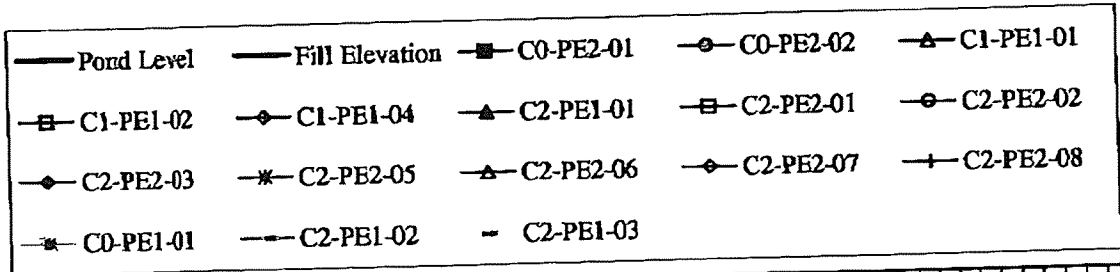 Pond Level Fill Elevation C0-PE2-01 C0-PE2-02 C1-PE1-01
C1-PE1-02 C1-PE1-04 C2-PE1-01 C2-PE2-01 C2-PE2-02
C2-PE2-03 C2-PE2-05 C2-PE2-06 C2-PE2-07 C2-PE2-08
C0-PE1-01 C2-PE1-02 C2-PE1-03